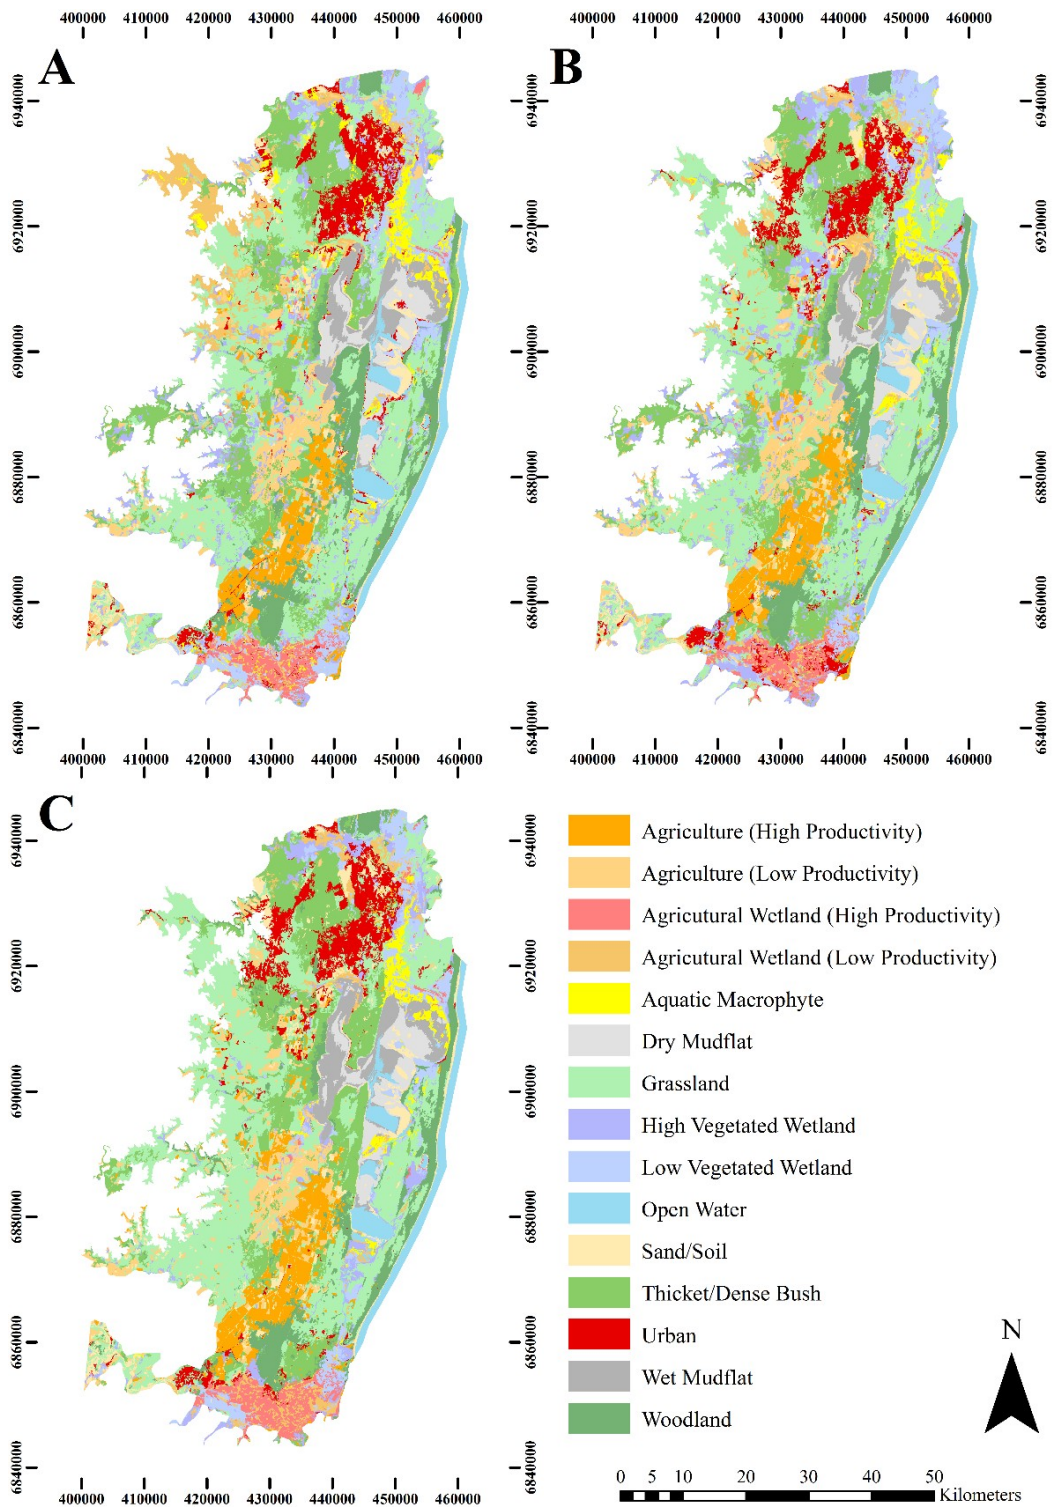 400000 410000 420000 430000 440000 450000 460000
400000 410000 420000 430000 440000 450000 460000
A
B
6940000
6920000
6900000
6880000
6860000
6840000
6940000
6920000
6900000
6880000
6860000
6840000
6940000
6920000
6900000
6880000
6860000
6840000
400000 410000 420000 430000 440000 450000 460000
400000 410000 420000 430000 440000 450000 460000
C
6940000
6920000
6900000
6880000
6860000
6840000
6940000
6920000
6900000
6880000
6860000
6840000
400000 410000 420000 430000 440000 450000 460000
Agriculture (High Productivity)
Agriculture (Low Productivity)
Agricutural Wetland (High Productivity)
Agricutural Wetland (Low Productivity)
Aquatic Macrophyte
Dry Mudflat
Grassland
High Vegetated Wetland
Low Vegetated Wetland
Open Water
Sand/Soil
Thicket/Dense Bush
Urban
Wet Mudflat
Woodland
N
0 5 10 20 30 40 50
Kilometers